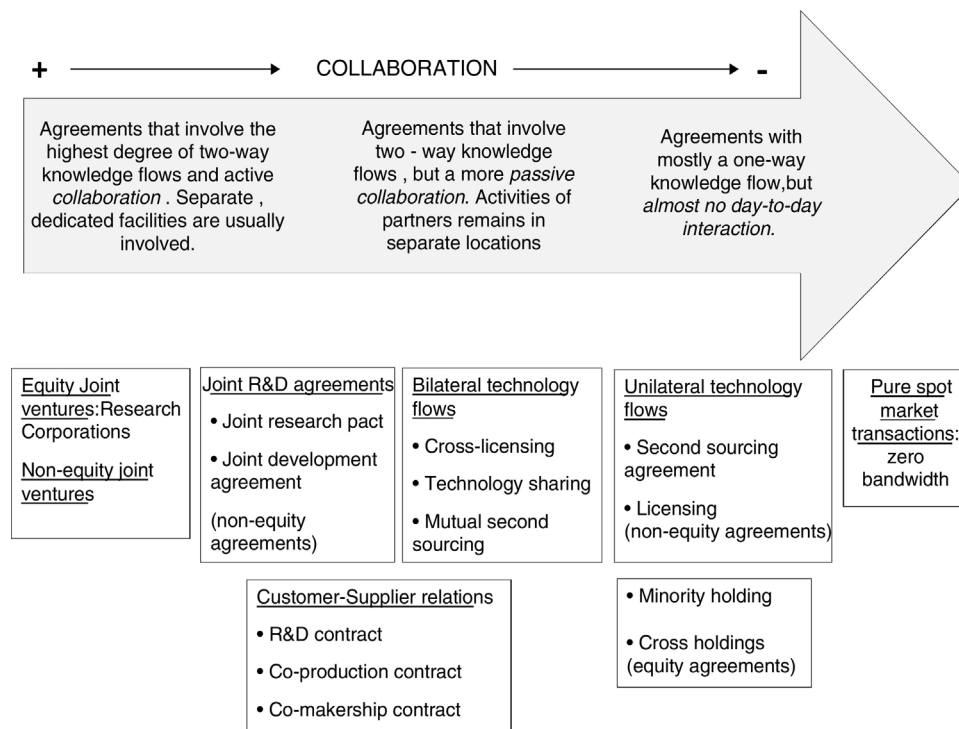 + COLLABORATION -
Agreements that involve the
highest degree of two-way
knowledge flows and active
collaboration . Separate ,
dedicated facilities are usually
involved.
Agreements that involve
two - way knowledge
flows , but a more passive
collaboration. Activities of
partners remains in
separate locations
Agreements with
mostly a one-way
knowledge flow,but
almost no day-to-day
interaction.
Equity Joint
ventures:Research
Corporations
Non-equity joint
ventures
Joint R&D agreements
• Joint research pact
• Joint development
agreement
(non-equity
agreements)
Bilateral technology
flows
• Cross-licensing
• Technology sharing
• Mutual second
sourcing
Unilateral technology
flows
• Second sourcing
agreement
• Licensing
(non-equity agreements)
Pure spot
market
transactions:
zero
bandwidth
Customer-Supplier relations
• R&D contract
• Co-production contract
• Co-makership contract
• Minority holding
• Cross holdings
(equity agreements)